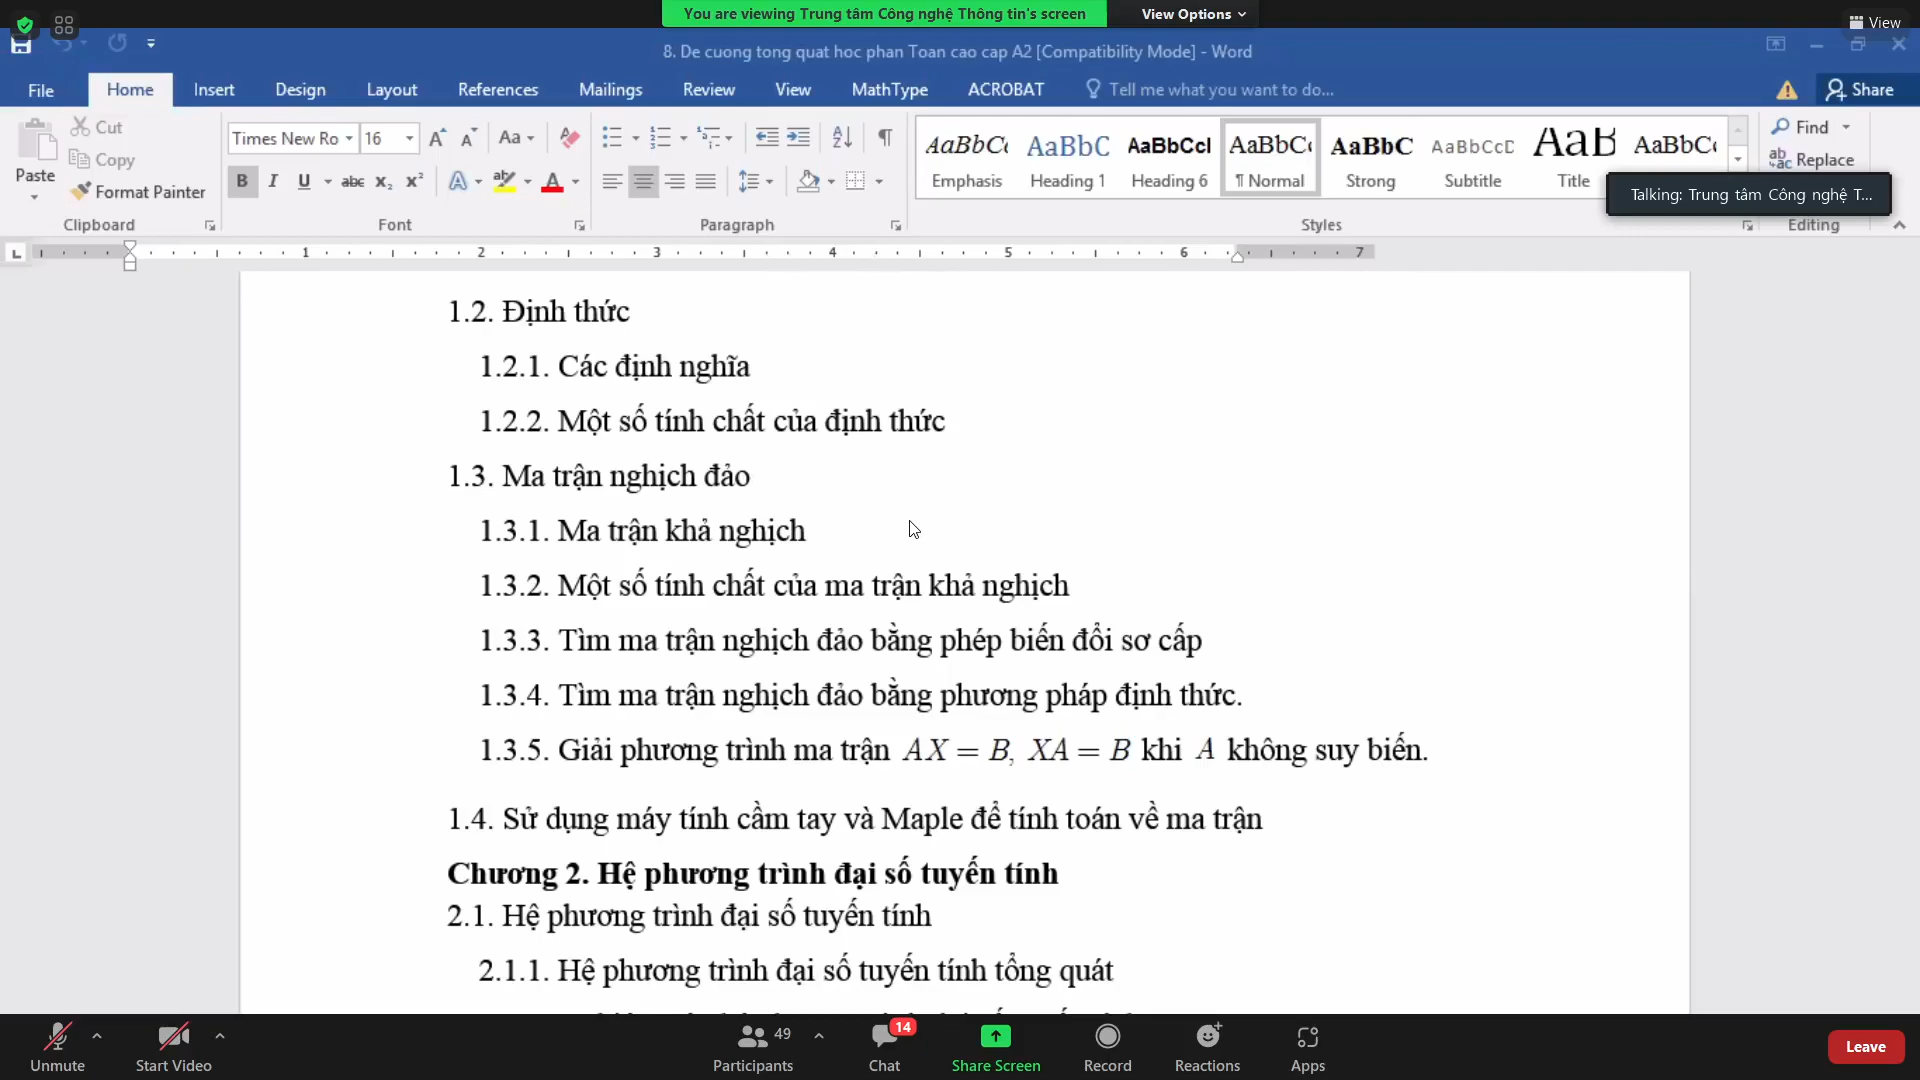 You are viewing Trung tâm Công nghệ Thông tin's screen View Options
View
8. De cuong tong quat hoc phan Toan cao cap A2 [Compatibility Mode] - Word
File Home Insert Design Layout References Mailings Review View MathType ACROBAT Tell me what you want to do... Share
Cut
Copy
Format Painter
Paste
Clipboard
Times New Ro 16
Font
Paragraph
AaBbC AaBbC AaBbCcI AaBbC AaBbC AaBbCcD AaB AaBbC
Emphasis Heading 1 Heading 6 ¶ Normal Strong Subtitle Title
Styles
Find
Replace
Editing
Talking: Trung tâm Công nghệ T...
1 2 3 4 5 6 7
1.2. Định thức
1.2.1. Các định nghĩa
1.2.2. Một số tính chất của định thức
1.3. Ma trận nghịch đảo
1.3.1. Ma trận khả nghịch
1.3.2. Một số tính chất của ma trận khả nghịch
1.3.3. Tìm ma trận nghịch đảo bằng phép biến đổi sơ cấp
1.3.4. Tìm ma trận nghịch đảo bằng phương pháp định thức.
1.3.5. Giải phương trình ma trận AX = B, XA = B khi A không suy biến.
1.4. Sử dụng máy tính cầm tay và Maple để tính toán về ma trận
Chương 2. Hệ phương trình đại số tuyến tính
2.1. Hệ phương trình đại số tuyến tính
2.1.1. Hệ phương trình đại số tuyến tính tổng quát
Unmute Start Video Participants 49 Chat 14 Share Screen Record Reactions Apps Leave